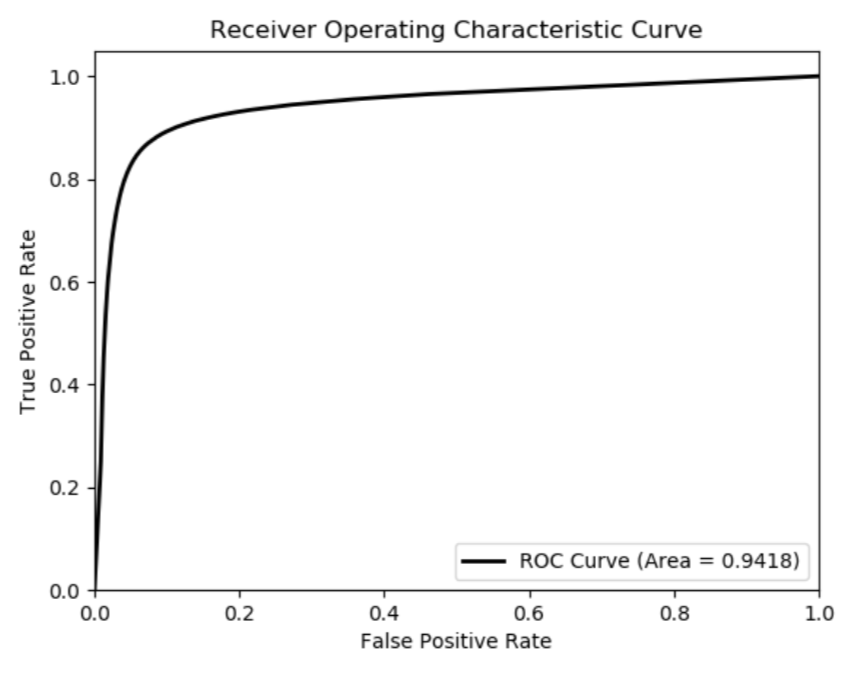 Receiver Operating Characteristic Curve
1.0
0.8
0.6
0.4
0.2
0.0
True Positive Rate
ROC Curve (Area = 0.9418)
0.0 0.2 0.4 0.6 0.8 1.0
False Positive Rate